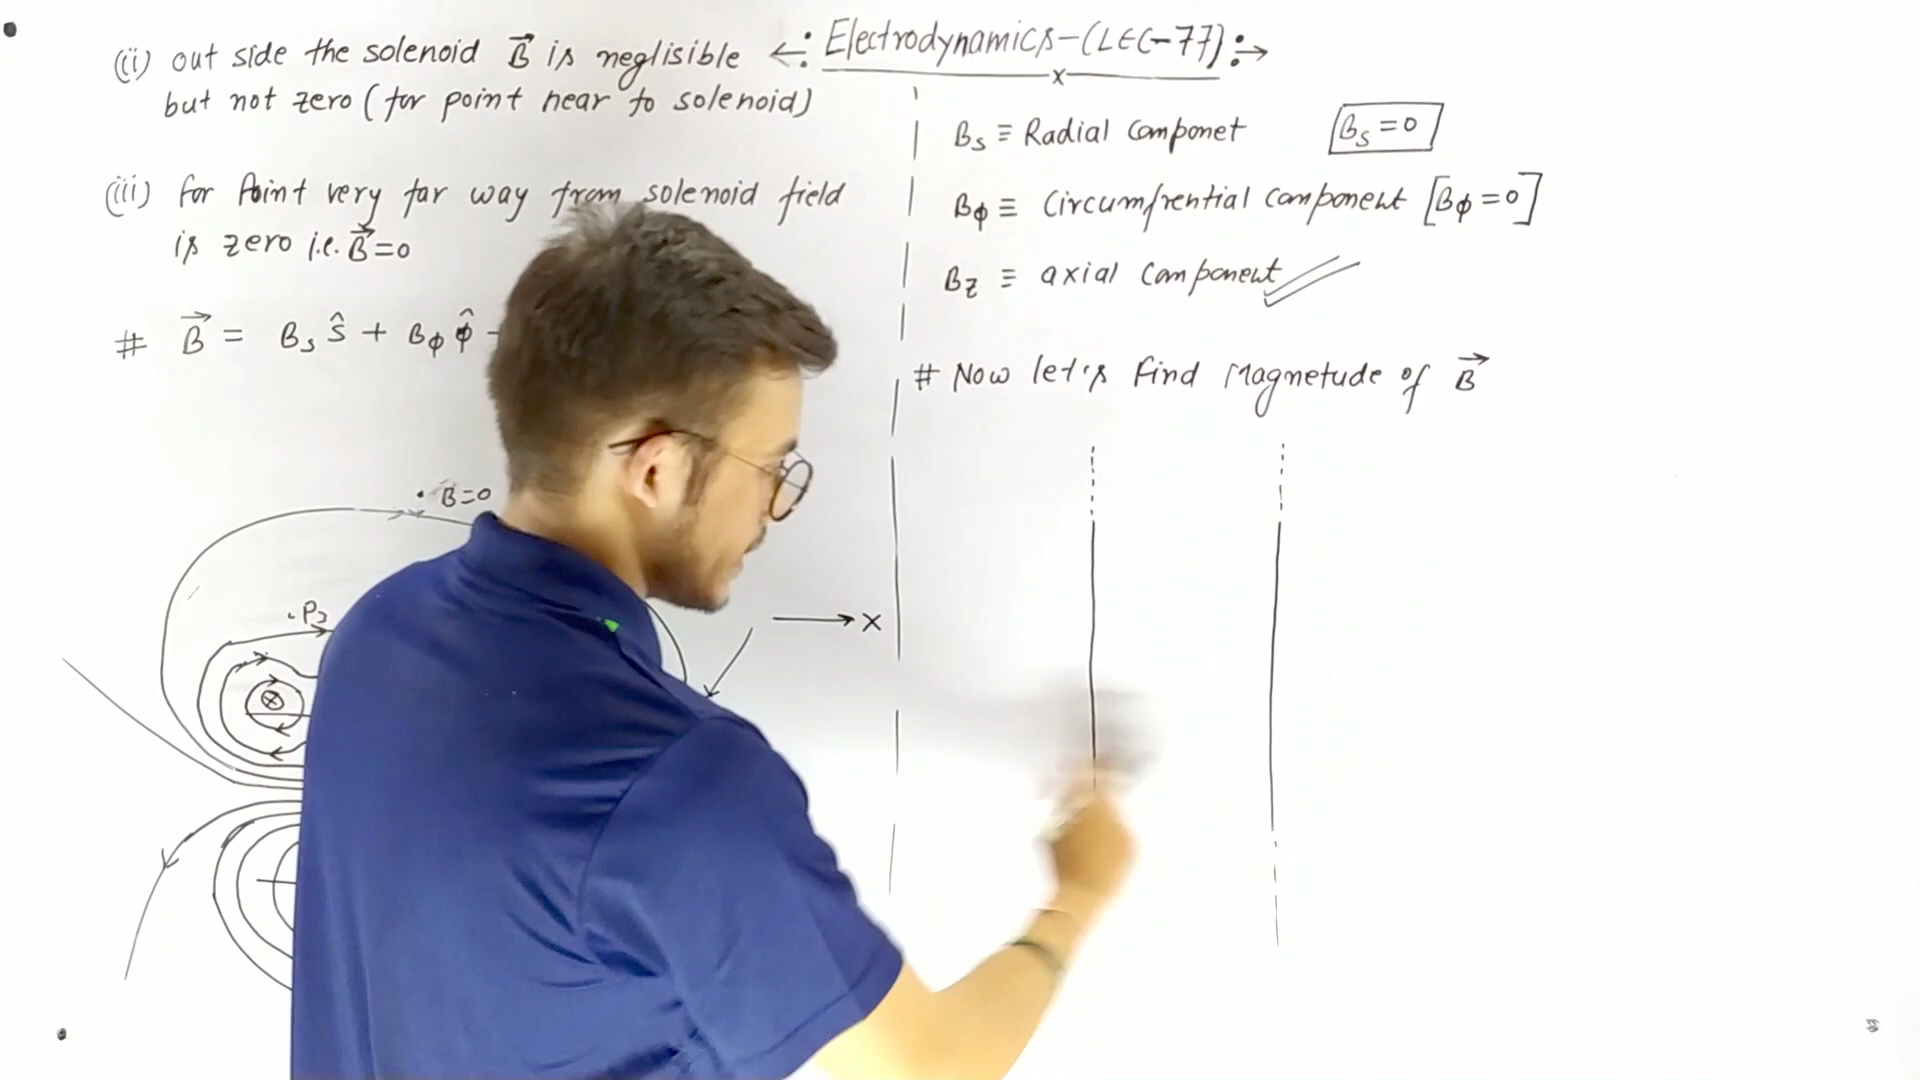 ←: Electrodynamics-(LEC-77):→
x
(ii) out side the solenoid B⃗ is neglisible
but not zero (for point near to solenoid)
(iii) for Point very far way from solenoid field
is zero i.e. B⃗=0
# B⃗ = Bs ŝ + Bφ φ̂
. B=0
.P2
⊗
→ X
Bs ≡ Radial Componet Bs=0
Bφ ≡ Circumfrential Component [Bφ=0]
Bz ≡ axial Component
# Now let's find Magnetude of B⃗